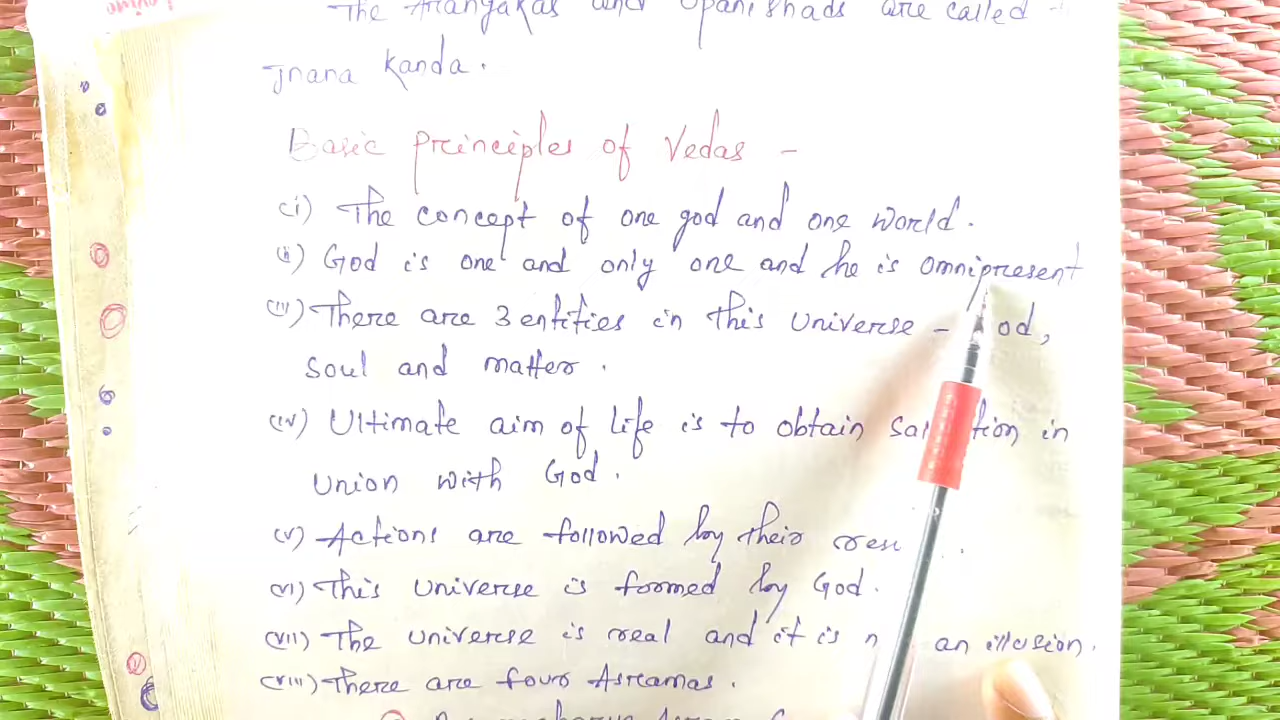 The Aranyakas and Upanishads are called -
Jnana Kanda.
Basic principles of Vedas -
(i) The concept of one god and one world.
(ii) God is one and only one and he is omnipresent
(iii) There are 3 entities in this Universe - od,
Soul and matter.
(iv) Ultimate aim of life is to obtain in
Union with God.
(v) Actions are followed by their
(vi) This Universe is formed by God.
(vii) The universe is real and it is an illusion.
(viii) There are four Asramas.